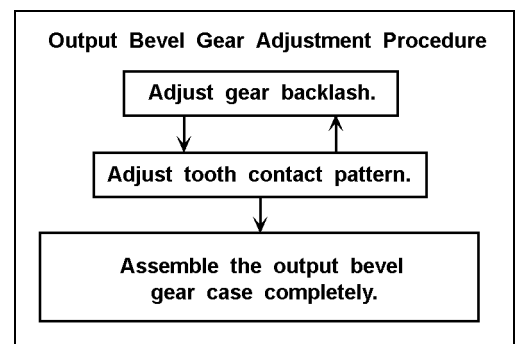 Output Bevel Gear Adjustment Procedure
Adjust gear backlash.
Adjust tooth contact pattern.
Assemble the output bevel
gear case completely.